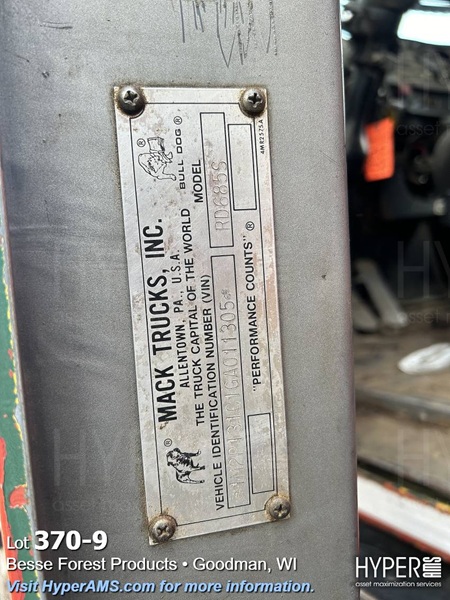 MACK TRUCKS, INC.
BULL DOG ®
ALLENTOWN, PA., U.S.A.
THE TRUCK CAPITAL OF THE WORLD
VEHICLE IDENTIFICATION NUMBER (VIN)
MODEL
RD685S
"PERFORMANCE COUNTS" ®
4MR2575A
Lot 370-9
Besse Forest Products • Goodman, WI
Visit HyperAMS.com for more information.
HYPER AMS
asset maximization services